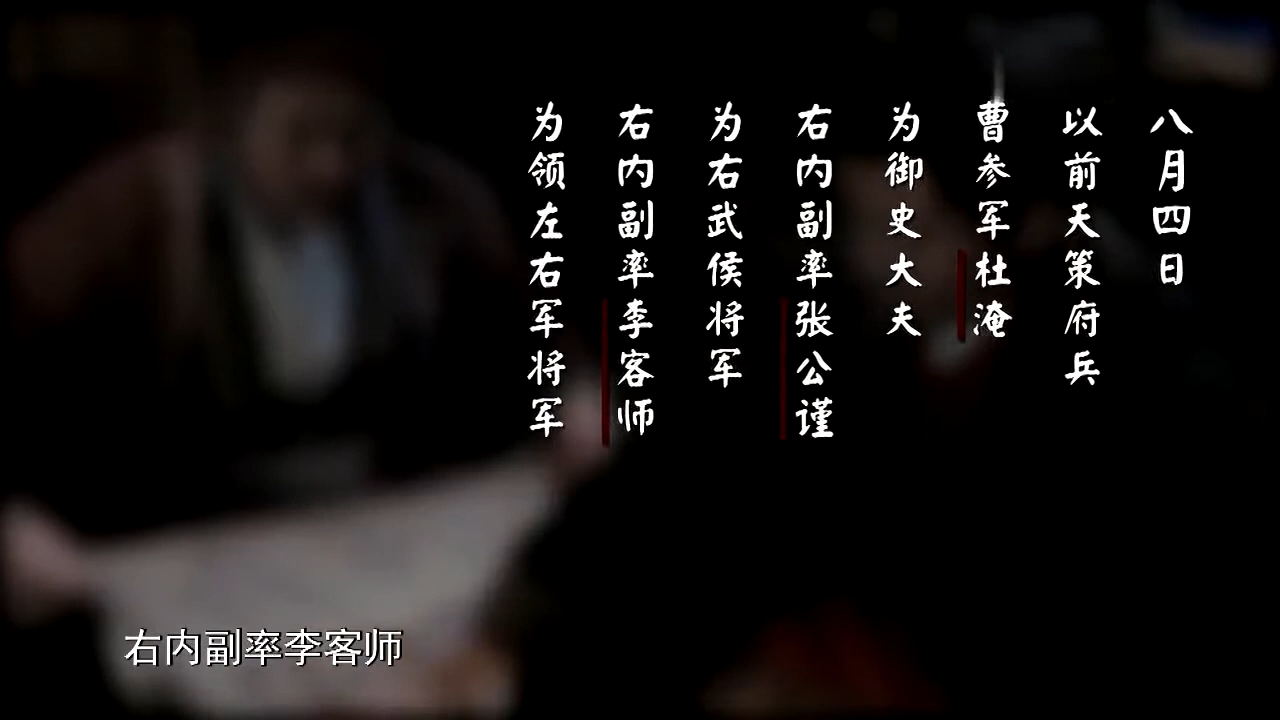 八月四日
以前天策府兵
曹参军杜淹
为御史大夫
右内副率张公谨
为右武侯将军
右内副率李客师
为领左右军将军
右内副率李客师